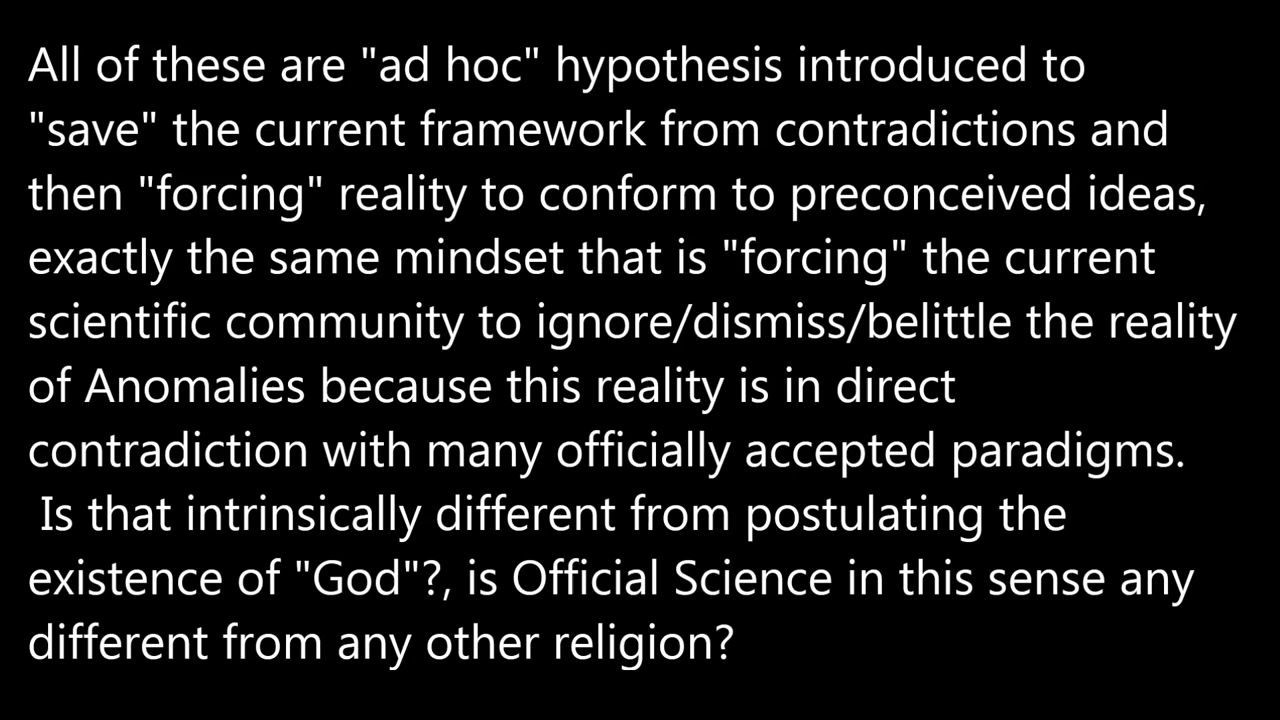 All of these are "ad hoc" hypothesis introduced to
"save" the current framework from contradictions and
then "forcing" reality to conform to preconceived ideas,
exactly the same mindset that is "forcing" the current
scientific community to ignore/dismiss/belittle the reality
of Anomalies because this reality is in direct
contradiction with many officially accepted paradigms.
Is that intrinsically different from postulating the
existence of "God"?, is Official Science in this sense any
different from any other religion?